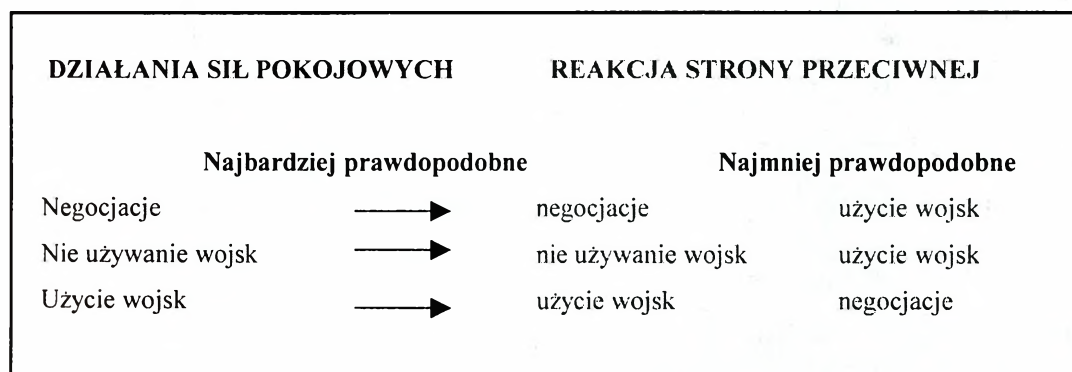 DZIAŁANIA SIŁ POKOJOWYCH REAKCJA STRONY PRZECIWNEJ
Najbardziej prawdopodobne Najmniej prawdopodobne
Negocjacje negocjacje użycie wojsk
Nie używanie wojsk nie używanie wojsk użycie wojsk
Użycie wojsk użycie wojsk negocjacje